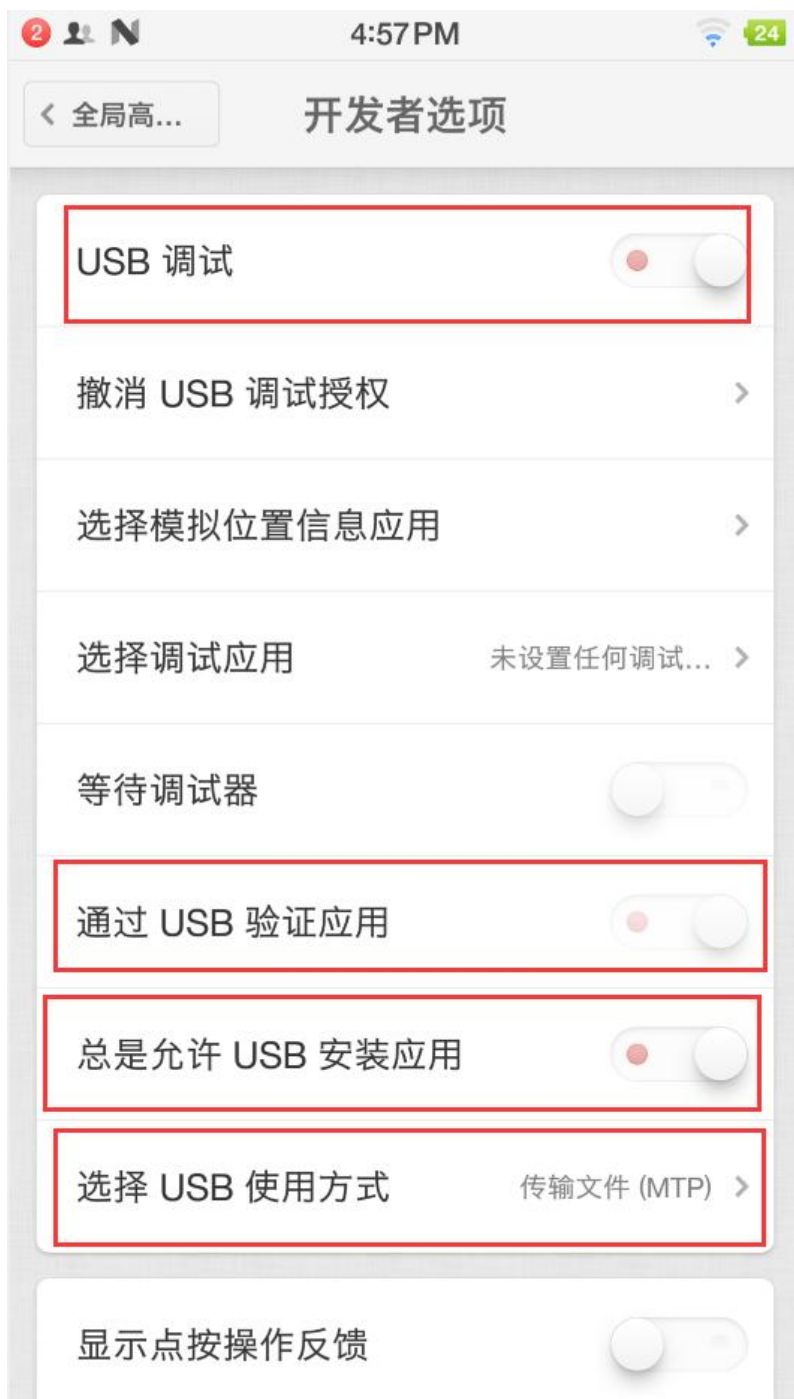 2 4:57 PM 24
全局高... 开发者选项
USB 调试
撤消 USB 调试授权
选择模拟位置信息应用
选择调试应用 未设置任何调试...
等待调试器
通过 USB 验证应用
总是允许 USB 安装应用
选择 USB 使用方式 传输文件 (MTP)
显示点按操作反馈